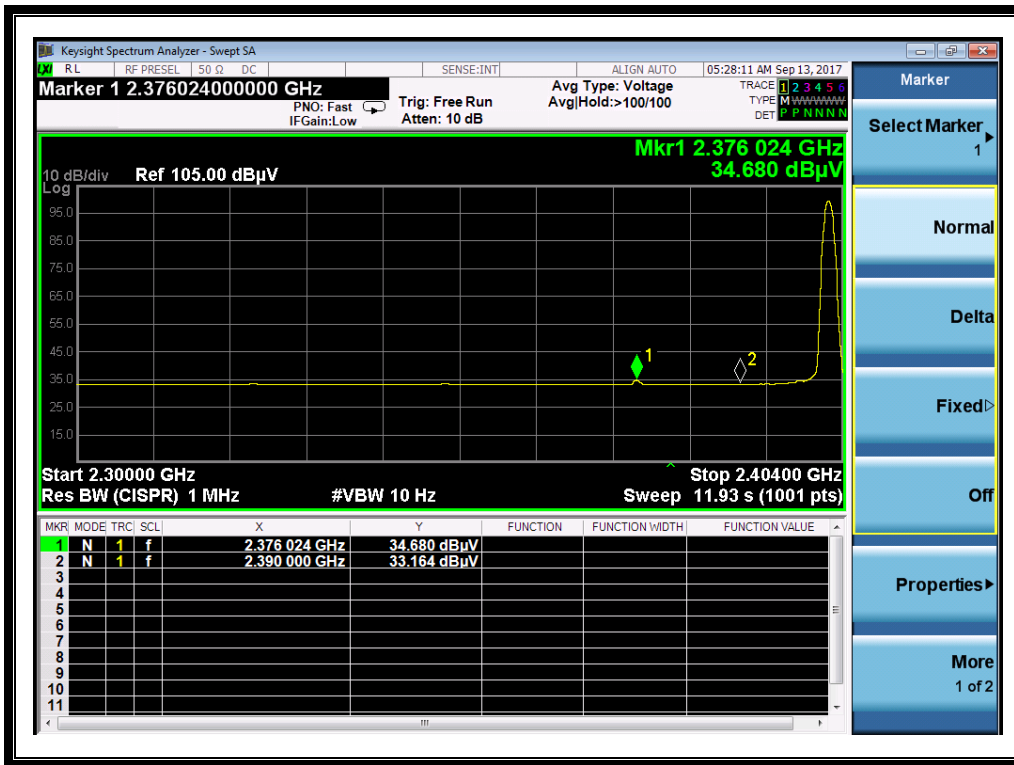 Keysight Spectrum Analyzer - Swept SA
LXI RL RF PRESEL 50 Ω DC SENSE:INT ALIGN AUTO 05:28:11 AM Sep 13, 2017
Marker 1 2.376024000000 GHz
PNO: Fast
IFGain:Low
Trig: Free Run
Atten: 10 dB
Avg Type: Voltage
Avg|Hold:>100/100
TRACE 1 2 3 4 5 6
TYPE M WWWWW
DET P P N N N N
Mkr1 2.376 024 GHz
34.680 dBµV
10 dB/div Ref 105.00 dBµV
Log
95.0
85.0
75.0
65.0
55.0
45.0
35.0
25.0
15.0
1
2
Start 2.30000 GHz Stop 2.40400 GHz
Res BW (CISPR) 1 MHz #VBW 10 Hz Sweep 11.93 s (1001 pts)
MKR MODE TRC SCL X Y FUNCTION FUNCTION WIDTH FUNCTION VALUE
1 N 1 f 2.376 024 GHz 34.680 dBµV
2 N 1 f 2.390 000 GHz 33.164 dBµV
3
4
5
6
7
8
9
10
11
Marker
Select Marker
1
Normal
Delta
Fixed
Off
Properties
More
1 of 2